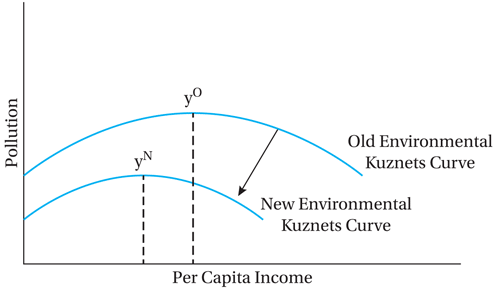 y^O
Old Environmental
Kuznets Curve
y^N
New Environmental
Kuznets Curve
Pollution
Per Capita Income